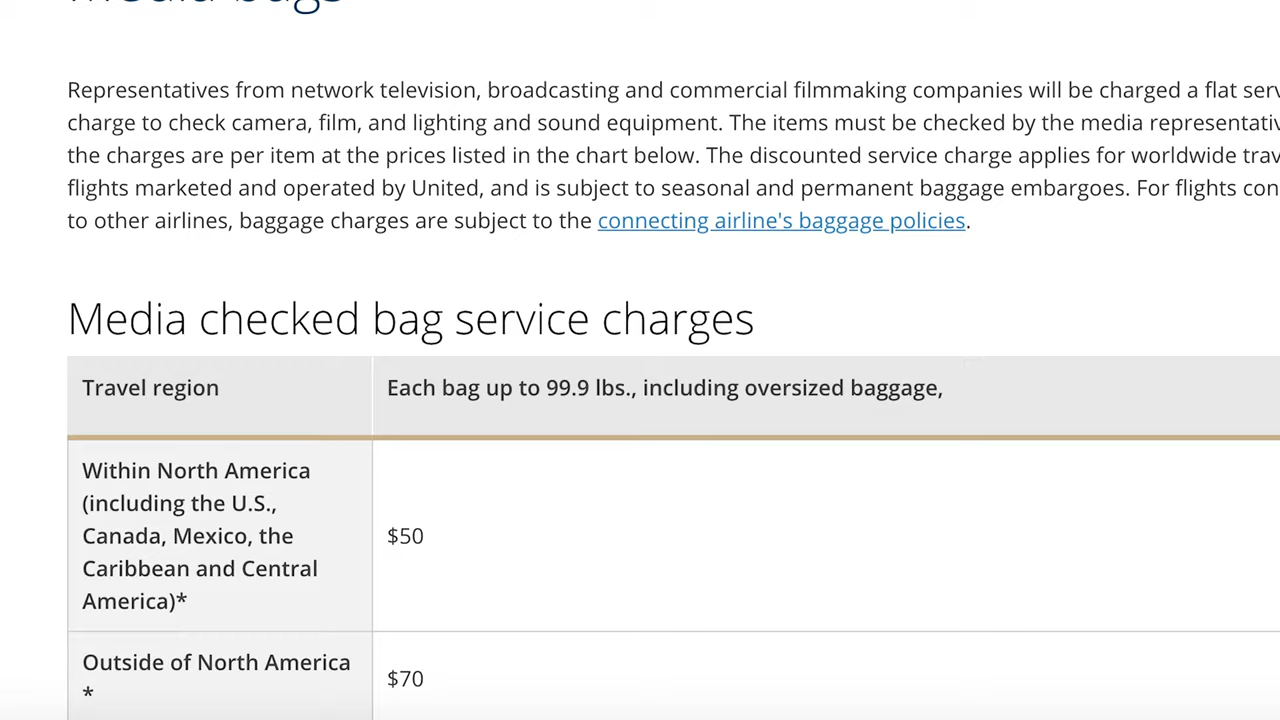 Media bags
Representatives from network television, broadcasting and commercial filmmaking companies will be charged a flat
charge to check camera, film, and lighting and sound equipment. The items must be checked by the media
the charges are per item at the prices listed in the chart below. The discounted service charge applies for worldwide
flights marketed and operated by United, and is subject to seasonal and permanent baggage embargoes. For flights
to other airlines, baggage charges are subject to the connecting airline's baggage policies.
Media checked bag service charges
Travel region
Each bag up to 99.9 lbs., including oversized baggage,
Within North America
(including the U.S.,
Canada, Mexico, the
Caribbean and Central
America)*
$50
Outside of North America
*
$70